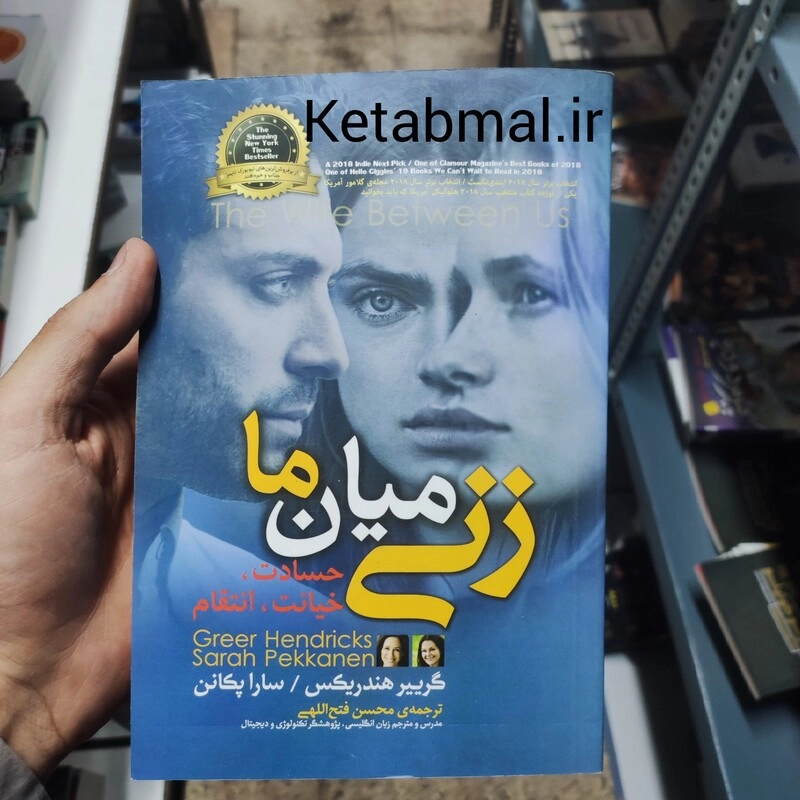 Ketabmal.ir
The
Stunning
New York
Times
Bestseller
A 2018 Indie Next Pick / One of Glamour Magazine's Best Books of 2018
One of Hello Giggles' 19 Books We Can't Wait to Read in 2018
The Wife Between Us
زنی میان ما
حسادت،
خیانت، انتقام
Greer Hendricks
Sarah Pekkanen
گرییر هندریکس / سارا پکانن
ترجمه‌ی محسن فتح‌اللهی
مدرس و مترجم زبان انگلیسی، پژوهشگر تکنولوژی و دیجیتال